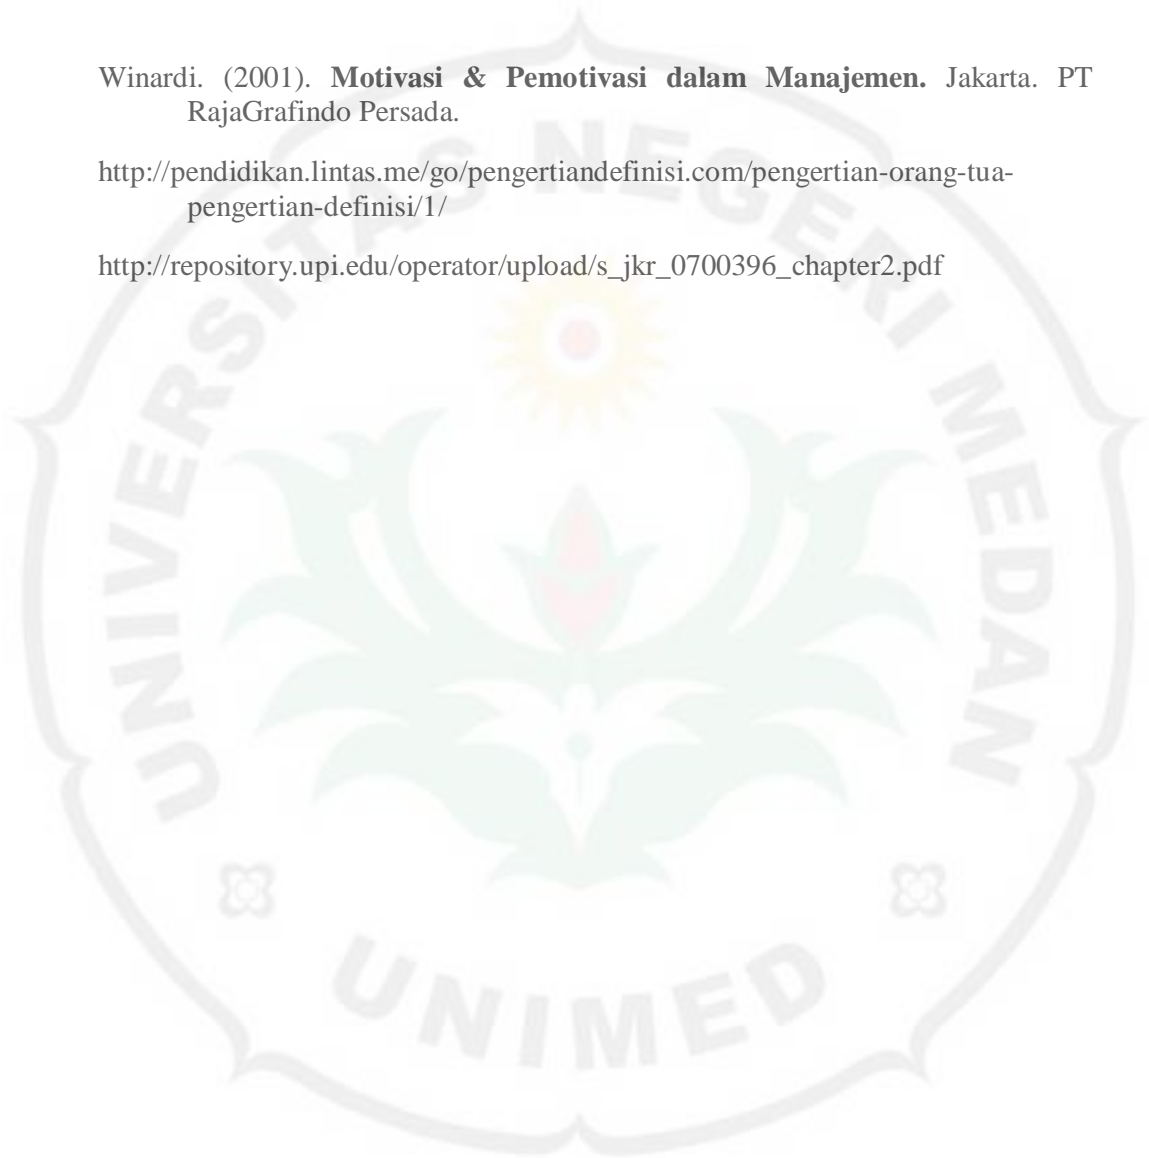 Winardi. (2001). Motivasi & Pemotivasi dalam Manajemen. Jakarta. PT
RajaGrafindo Persada.
http://pendidikan.lintas.me/go/pengertiandefinisi.com/pengertian-orang-tua-
pengertian-definisi/1/
http://repository.upi.edu/operator/upload/s_jkr_0700396_chapter2.pdf
UNIVERSITAS NEGERI MEDAN
UNIMED